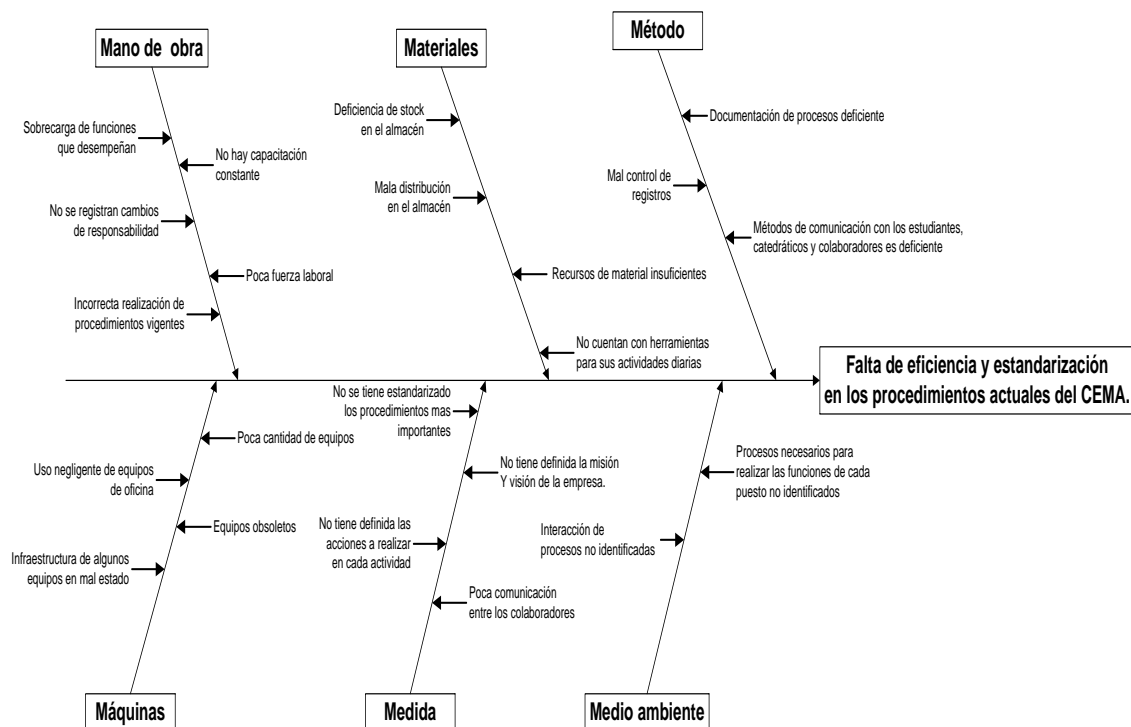 Mano de obra
Materiales
Método
Sobrecarga de funciones
que desempeñan
No hay capacitación
constante
No se registran cambios
de responsabilidad
Poca fuerza laboral
Incorrecta realización de
procedimientos vigentes
Deficiencia de stock
en el almacén
Mala distribución
en el almacén
Recursos de material insuficientes
No cuentan con herramientas
para sus actividades diarias
Documentación de procesos deficiente
Mal control de
registros
Métodos de comunicación con los estudiantes,
catedráticos y colaboradores es deficiente
Falta de eficiencia y estandarización
en los procedimientos actuales del CEMA.
Poca cantidad de equipos
Uso negligente de equipos
de oficina
Equipos obsoletos
Infraestructura de algunos
equipos en mal estado
No se tiene estandarizado
los procedimientos mas
importantes
No tiene definida la misión
Y visión de la empresa.
No tiene definida las
acciones a realizar
en cada actividad
Poca comunicación
entre los colaboradores
Procesos necesarios para
realizar las funciones de cada
puesto no identificados
Interacción de
procesos no identificadas
Máquinas
Medida
Medio ambiente